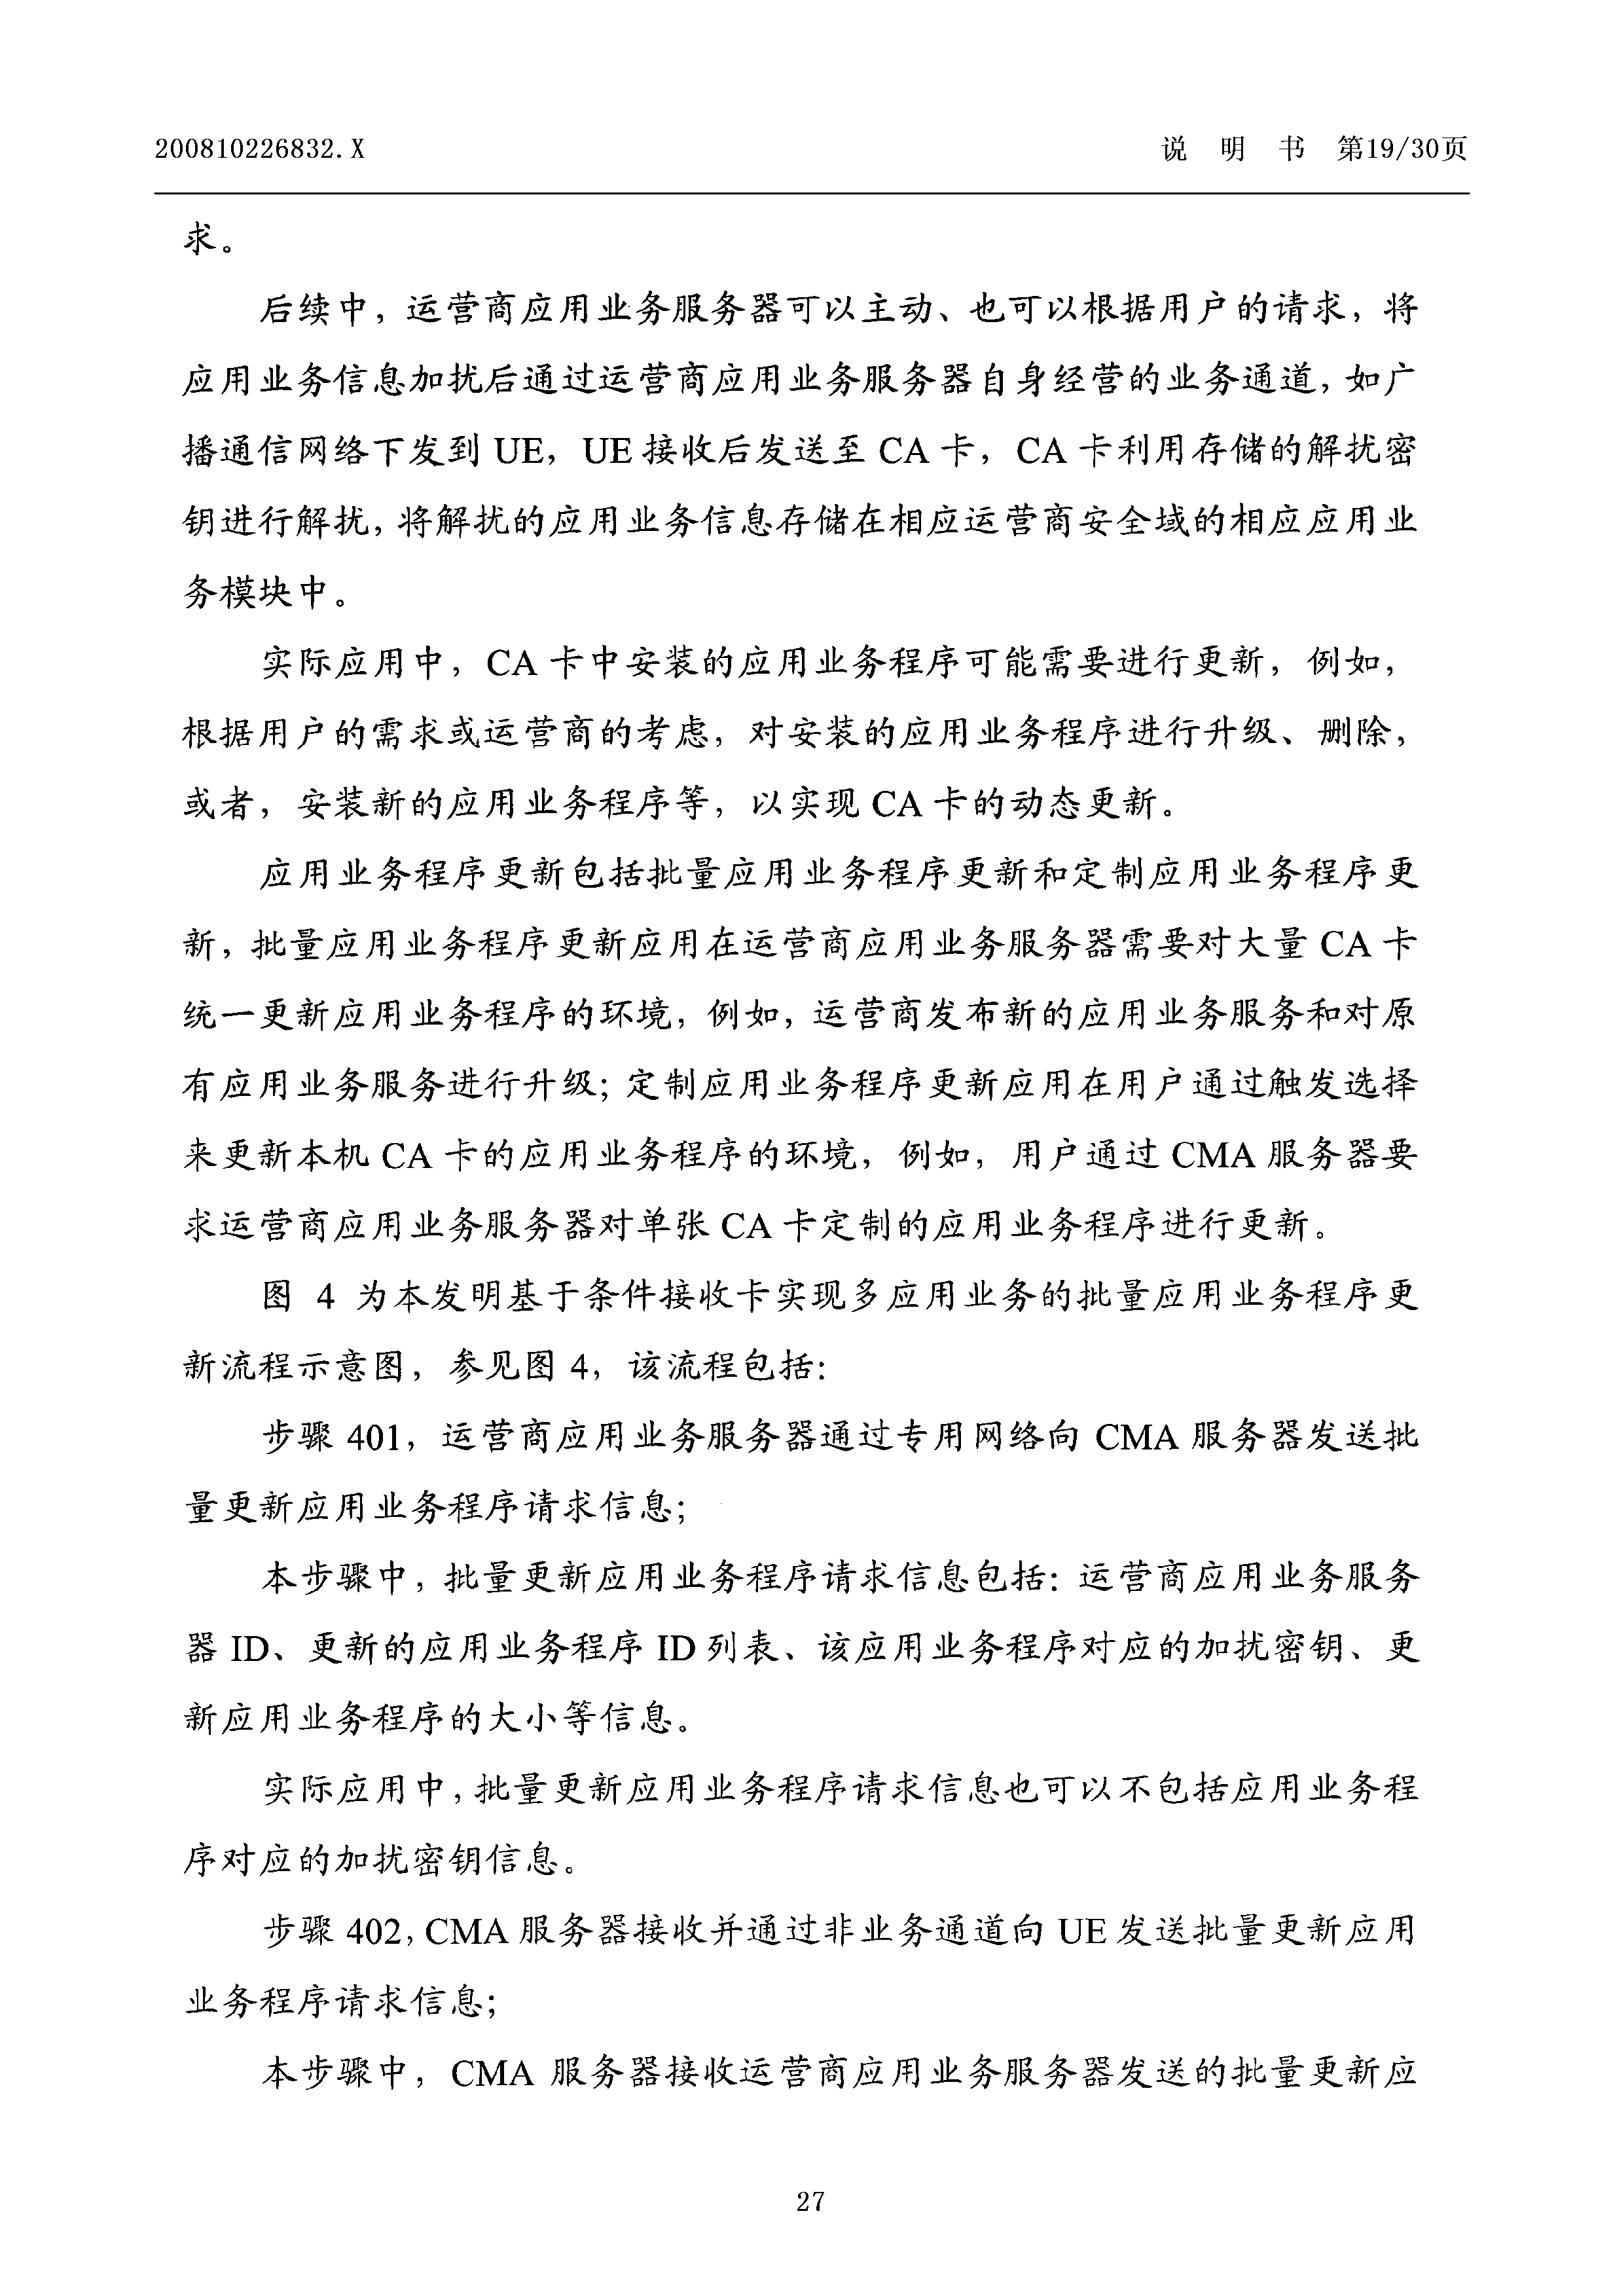 200810226832.X 说 明 书 第19/30页
求。
后续中，运营商应用业务服务器可以主动、也可以根据用户的请求，将
应用业务信息加扰后通过运营商应用业务服务器自身经营的业务通道，如广
播通信网络下发到 UE，UE 接收后发送至 CA 卡，CA 卡利用存储的解扰密
钥进行解扰，将解扰的应用业务信息存储在相应运营商安全域的相应应用业
务模块中。
实际应用中，CA 卡中安装的应用业务程序可能需要进行更新，例如，
根据用户的需求或运营商的考虑，对安装的应用业务程序进行升级、删除，
或者，安装新的应用业务程序等，以实现 CA 卡的动态更新。
应用业务程序更新包括批量应用业务程序更新和定制应用业务程序更
新，批量应用业务程序更新应用在运营商应用业务服务器需要对大量 CA 卡
统一更新应用业务程序的环境，例如，运营商发布新的应用业务服务和对原
有应用业务服务进行升级；定制应用业务程序更新应用在用户通过触发选择
来更新本机 CA 卡的应用业务程序的环境，例如，用户通过 CMA 服务器要
求运营商应用业务服务器对单张 CA 卡定制的应用业务程序进行更新。
图 4 为本发明基于条件接收卡实现多应用业务的批量应用业务程序更
新流程示意图，参见图 4，该流程包括：
步骤 401，运营商应用业务服务器通过专用网络向 CMA 服务器发送批
量更新应用业务程序请求信息；
本步骤中，批量更新应用业务程序请求信息包括：运营商应用业务服务
器 ID、更新的应用业务程序 ID 列表、该应用业务程序对应的加扰密钥、更
新应用业务程序的大小等信息。
实际应用中，批量更新应用业务程序请求信息也可以不包括应用业务程
序对应的加扰密钥信息。
步骤 402，CMA 服务器接收并通过非业务通道向 UE 发送批量更新应用
业务程序请求信息；
本步骤中，CMA 服务器接收运营商应用业务服务器发送的批量更新应
27